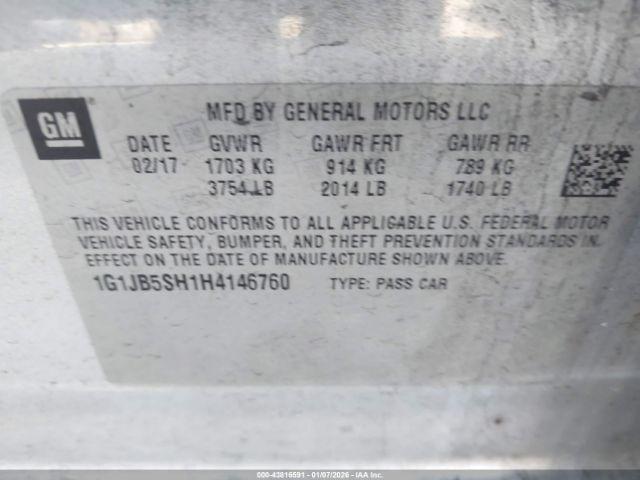 GM
MFD BY GENERAL MOTORS LLC
DATE GVWR GAWR FRT GAWR RR
02/17 1703 KG 914 KG 789 KG
3754 LB 2014 LB 1740 LB
THIS VEHICLE CONFORMS TO ALL APPLICABLE U.S. FEDERAL MOTOR
VEHICLE SAFETY, BUMPER, AND THEFT PREVENTION STANDARDS IN
EFFECT ON THE DATE OF MANUFACTURE SHOWN ABOVE.
1G1JB5SH1H4146760 TYPE: PASS CAR
000-43816591 - 01/07/2026 - IAA Inc.